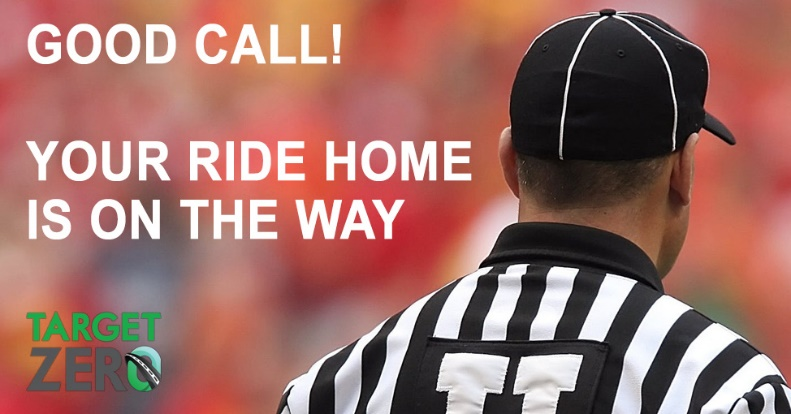 GOOD CALL!
YOUR RIDE HOME
IS ON THE WAY
TARGET
ZERO